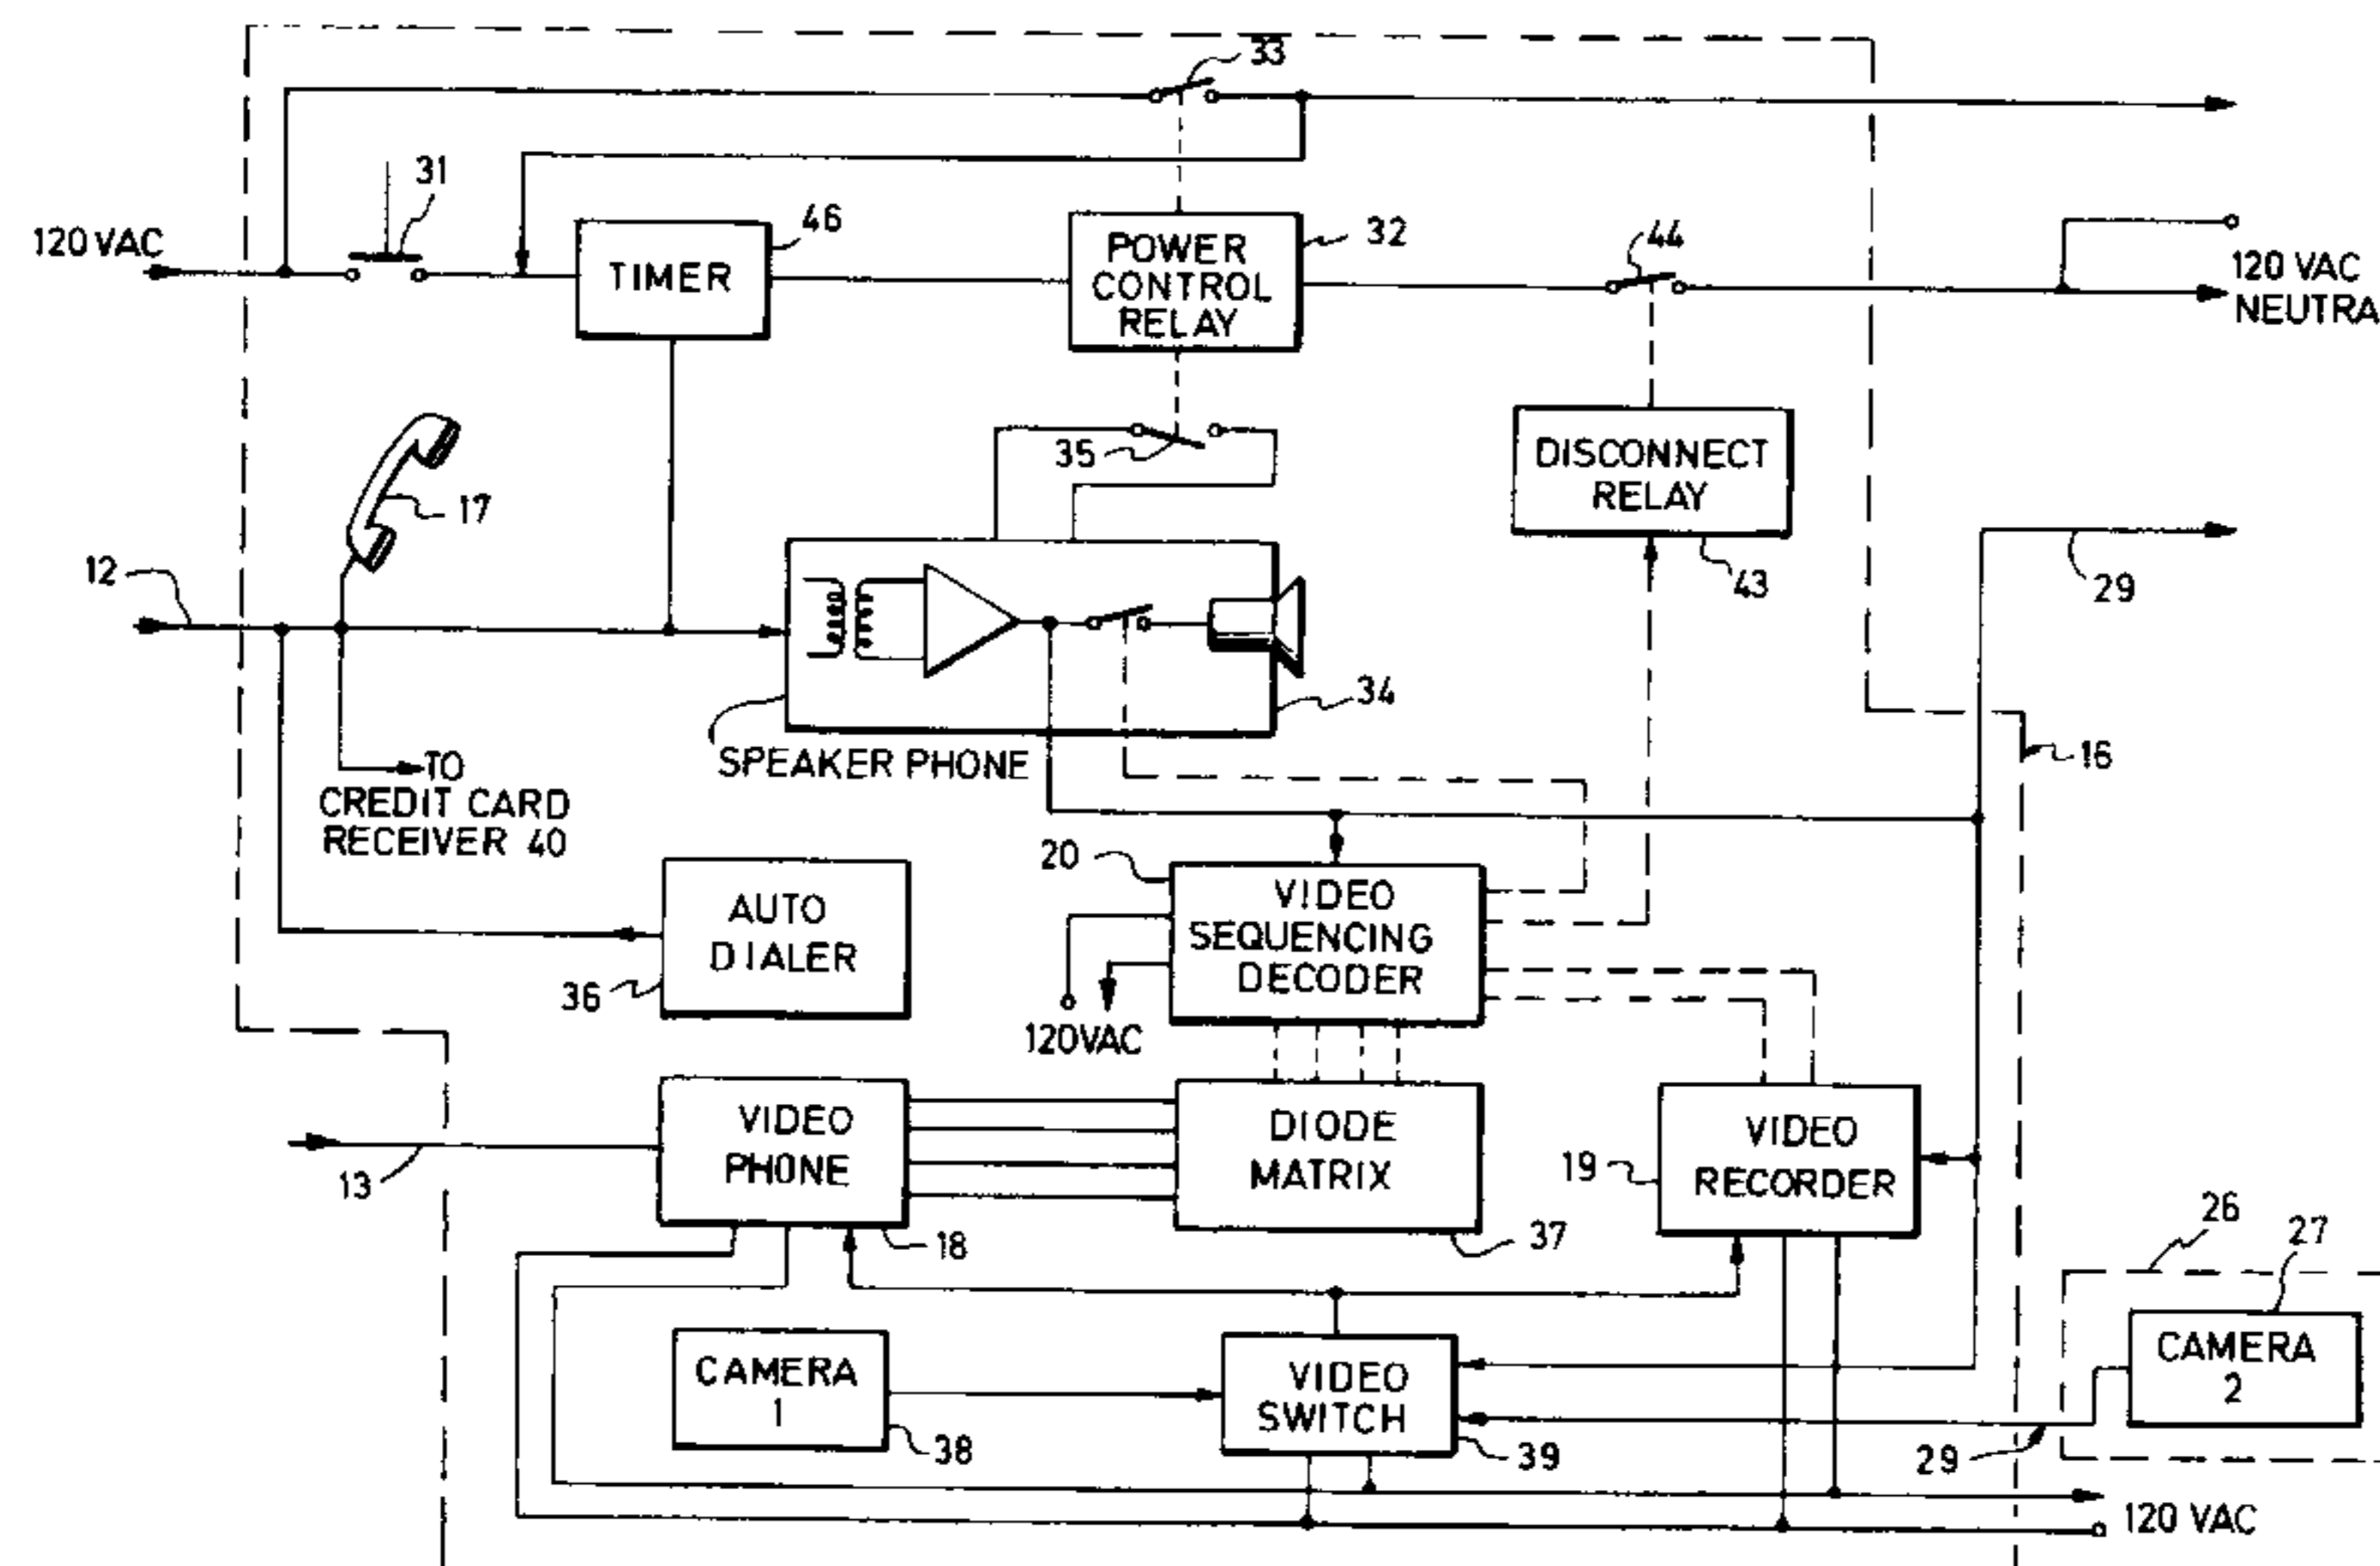 33
31
46
32
44
120 VAC
TIMER
POWER
CONTROL
RELAY
120 VAC
NEUTRA
35
DISCONNECT
RELAY
17
12
43
29
34
SPEAKER PHONE
16
TO
CREDIT CARD
RECEIVER 40
20
AUTO
DIALER
VIDEO
SEQUENCING
DECODER
36
120VAC
VIDEO
PHONE
DIODE
MATRIX
VIDEO
RECORDER
19
13
18
37
26
27
CAMERA
1
VIDEO
SWITCH
CAMERA
2
38
39
29
120 VAC